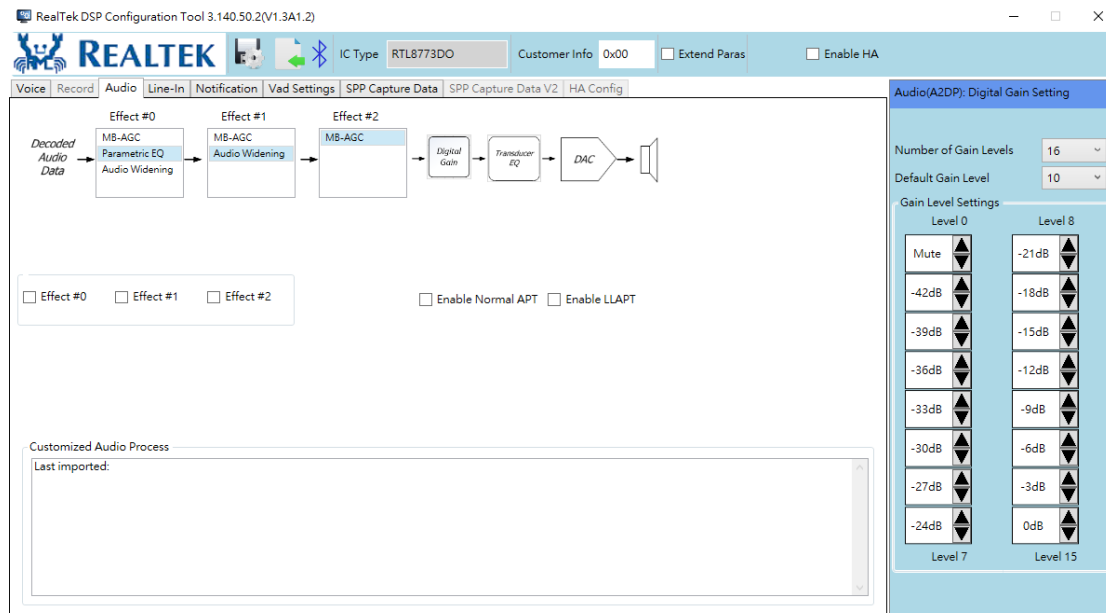 RealTek DSP Configuration Tool 3.140.50.2(V1.3A1.2)
REALTEK
IC Type RTL8773DO Customer Info 0x00 Extend Paras Enable HA
Voice Record Audio Line-In Notification Vad Settings SPP Capture Data SPP Capture Data V2 HA Config
Effect #0 Effect #1 Effect #2
Decoded
Audio
Data
MB-AGC
Parametric EQ
Audio Widening
MB-AGC
Audio Widening
MB-AGC
Digital
Gain
Transducer
EQ
DAC
Effect #0 Effect #1 Effect #2
Enable Normal APT Enable LLAPT
Customized Audio Process
Last imported:
Audio(A2DP): Digital Gain Setting
Number of Gain Levels 16
Default Gain Level 10
Gain Level Settings
Level 0 Level 8
Mute -21dB
-42dB -18dB
-39dB -15dB
-36dB -12dB
-33dB -9dB
-30dB -6dB
-27dB -3dB
-24dB 0dB
Level 7 Level 15